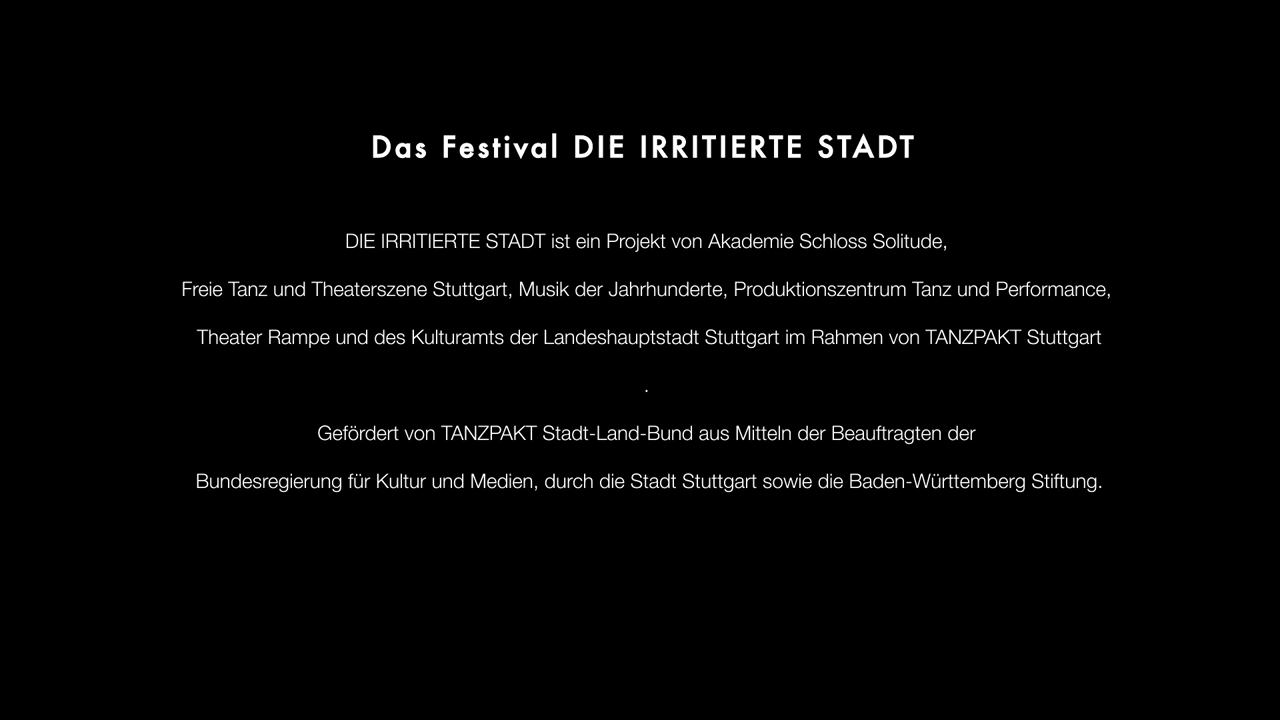 Das Festival DIE IRRITIERTE STADT
DIE IRRITIERTE STADT ist ein Projekt von Akademie Schloss Solitude,
Freie Tanz und Theaterszene Stuttgart, Musik der Jahrhunderte, Produktionszentrum Tanz und Performance,
Theater Rampe und des Kulturamts der Landeshauptstadt Stuttgart im Rahmen von TANZPAKT Stuttgart
.
Gefördert von TANZPAKT Stadt-Land-Bund aus Mitteln der Beauftragten der
Bundesregierung für Kultur und Medien, durch die Stadt Stuttgart sowie die Baden-Württemberg Stiftung.